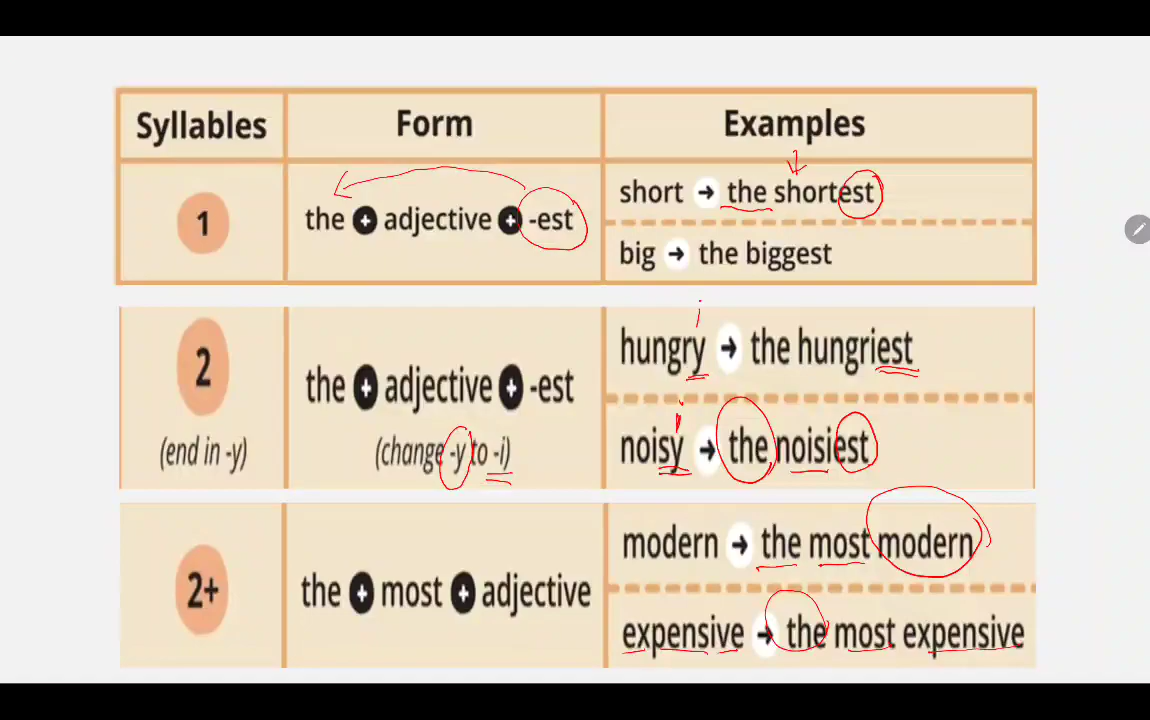 Syllables Form Examples
1 the + adjective + -est short → the shortest
big → the biggest
2 the + adjective + -est hungry → the hungriest
i
(end in -y) (change -y to -i) noisy → the noisiest
i
modern → the most modern
2+ the + most + adjective
expensive → the most expensive